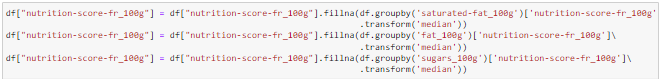 df["nutrition-score-fr_100g"] = df["nutrition-score-fr_100g"].fillna(df.groupby('saturated-fat_100g')['nutrition-score-fr_100g'
.transform('median'))
df["nutrition-score-fr_100g"] = df["nutrition-score-fr_100g"].fillna(df.groupby('fat_100g')['nutrition-score-fr_100g']\
.transform('median'))
df["nutrition-score-fr_100g"] = df["nutrition-score-fr_100g"].fillna(df.groupby('sugars_100g')['nutrition-score-fr_100g']\
.transform('median'))